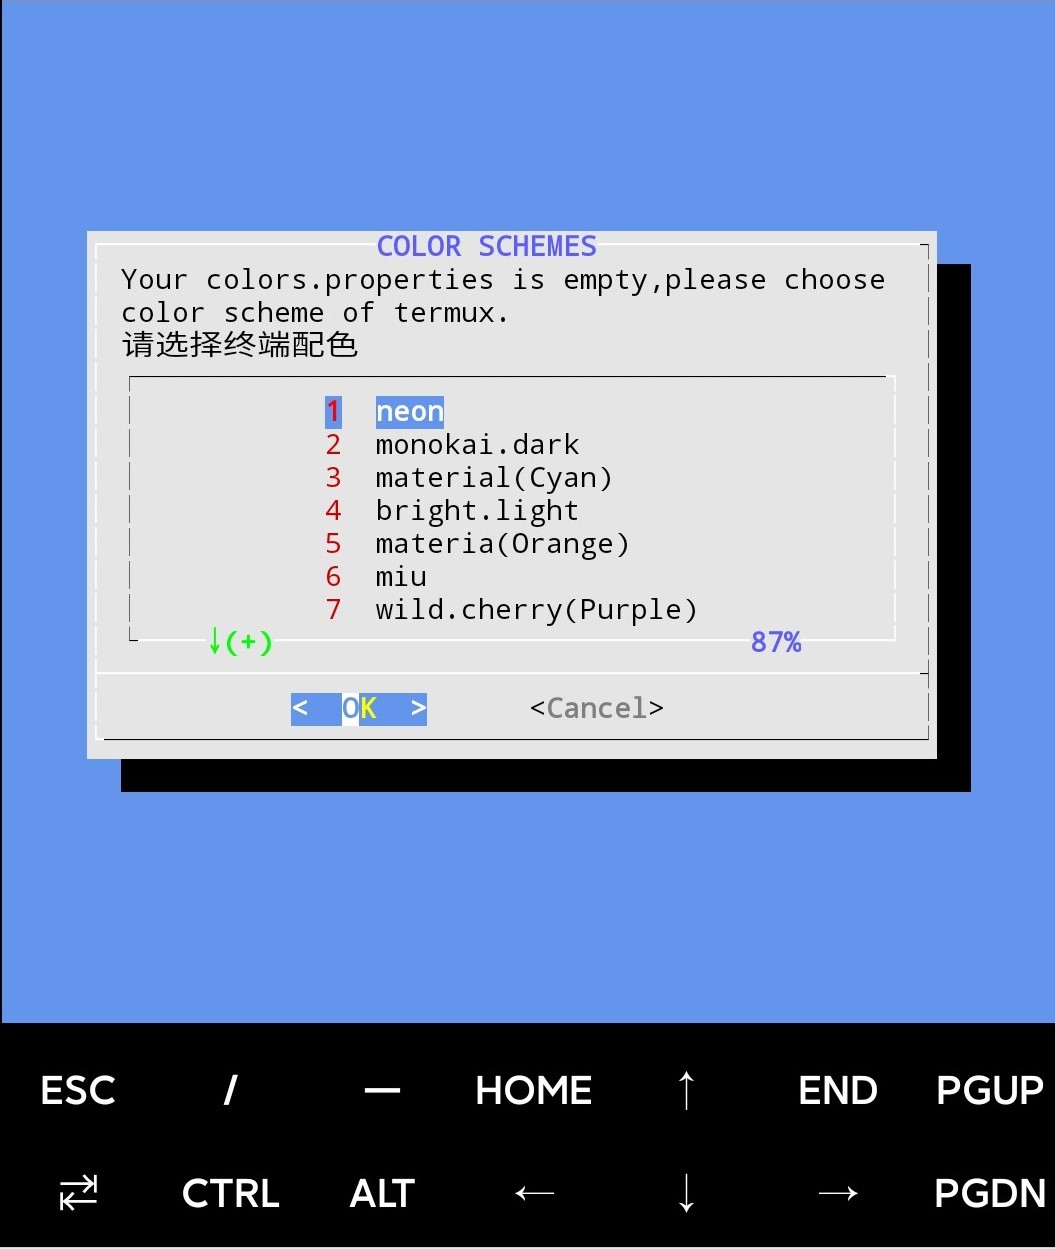 COLOR SCHEMES
Your colors.properties is empty,please choose
color scheme of termux.
请选择终端配色
1 neon
2 monokai.dark
3 material(Cyan)
4 bright.light
5 materia(Orange)
6 miu
7 wild.cherry(Purple)
↓(+) 87%
< OK > <Cancel>
ESC / — HOME ↑ END PGUP
⇄ CTRL ALT ← ↓ → PGDN